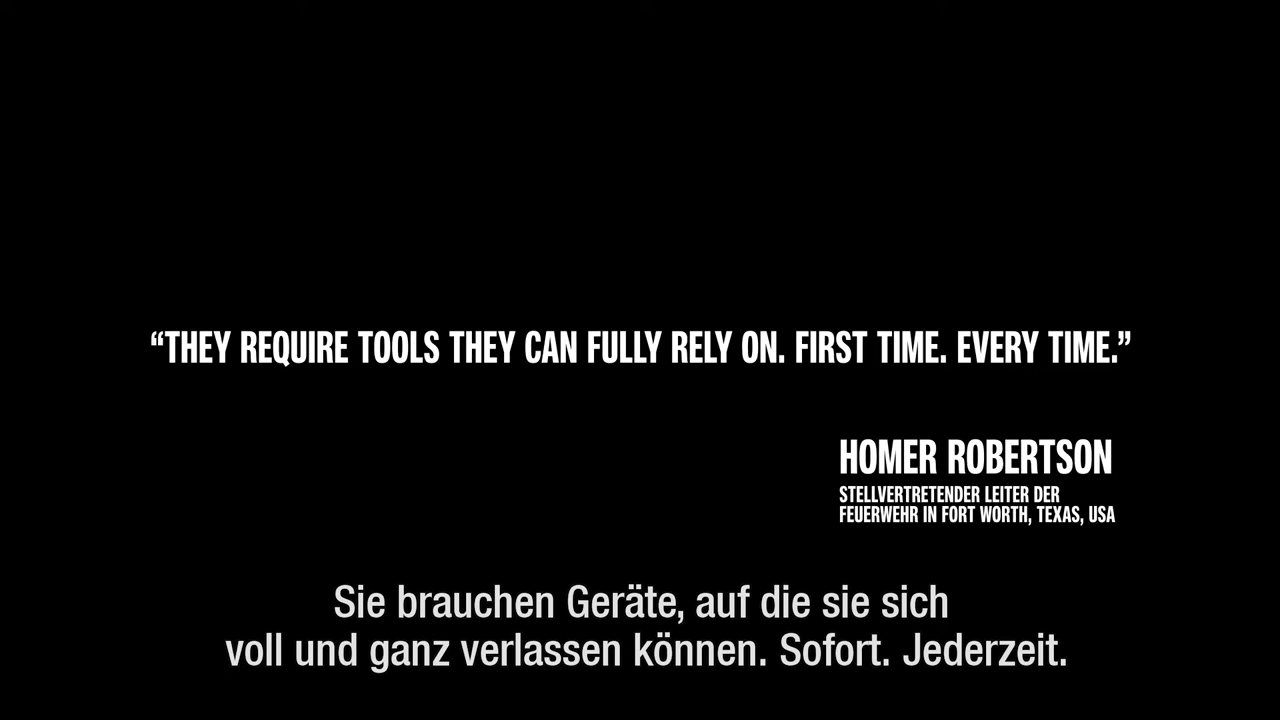 “THEY REQUIRE TOOLS THEY CAN FULLY RELY ON. FIRST TIME. EVERY TIME.”
HOMER ROBERTSON
STELLVERTRETENDER LEITER DER
FEUERWEHR IN FORT WORTH, TEXAS, USA
Sie brauchen Geräte, auf die sie sich
voll und ganz verlassen können. Sofort. Jederzeit.